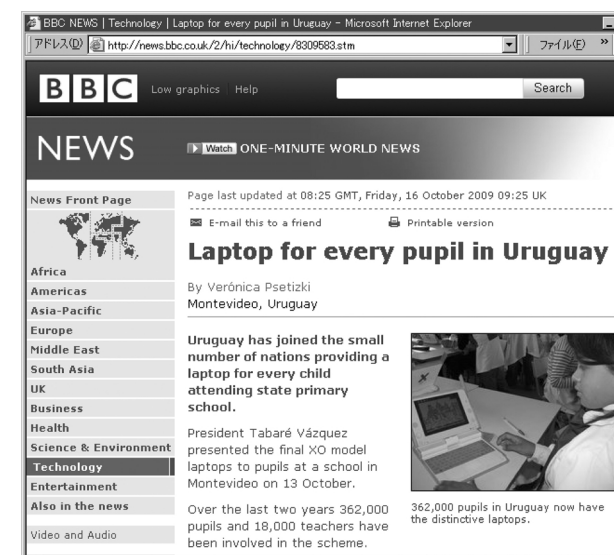 BBC NEWS | Technology | Laptop for every pupil in Uruguay - Microsoft Internet Explorer
アドレス(D) http://news.bbc.co.uk/2/hi/technology/8309583.stm ファイル(F) »
BBC Low graphics Help Search
NEWS Watch ONE-MINUTE WORLD NEWS
News Front Page
Africa
Americas
Asia-Pacific
Europe
Middle East
South Asia
UK
Business
Health
Science & Environment
Technology
Entertainment
Also in the news
Video and Audio
Page last updated at 08:25 GMT, Friday, 16 October 2009 09:25 UK
E-mail this to a friend Printable version
Laptop for every pupil in Uruguay
By Verónica Psetizki
Montevideo, Uruguay
Uruguay has joined the small
number of nations providing a
laptop for every child
attending state primary
school.
President Tabaré Vázquez
presented the final XO model
laptops to pupils at a school in
Montevideo on 13 October.
Over the last two years 362,000
pupils and 18,000 teachers have
been involved in the scheme.
362,000 pupils in Uruguay now have
the distinctive laptops.